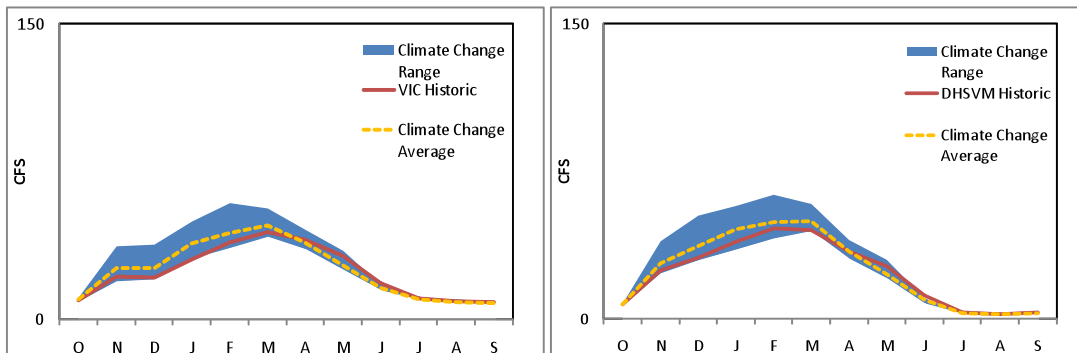 150
Climate Change
Range
VIC Historic
Climate Change
Average
CFS
0
O N D J F M A M J J A S
150
Climate Change
Range
DHSVM Historic
Climate Change
Average
CFS
0
O N D J F M A M J J A S